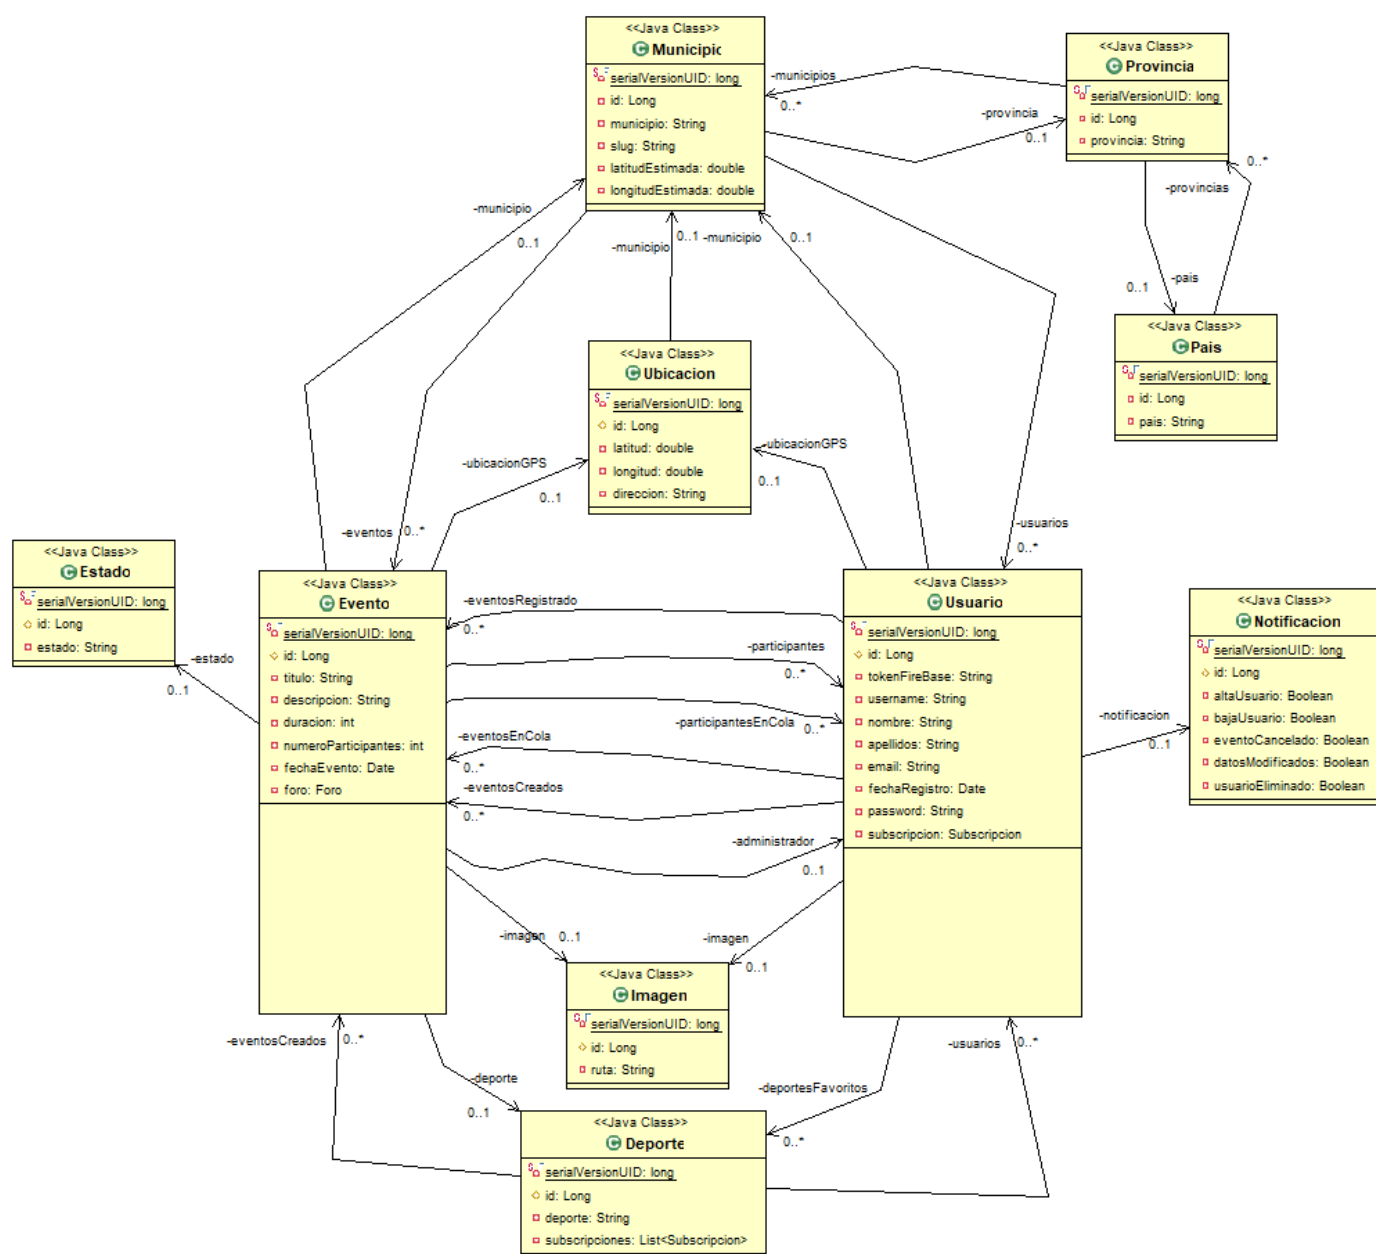 <<Java Class>>
Municipio
serialVersionUID: long
id: Long
municipio: String
slug: String
latitudEstimada: double
longitudEstimada: double
<<Java Class>>
Provincia
serialVersionUID: long
id: Long
provincia: String
-municipios
0..*
-provincia
0..1
0..*
-provincias
-pais
0..1
<<Java Class>>
Pais
serialVersionUID: long
id: Long
pais: String
-municipio
0..1
0..1
-municipio
-municipio
0..1
<<Java Class>>
Ubicacion
serialVersionUID: long
id: Long
latitud: double
longitud: double
direccion: String
-ubicacionGPS
0..1
-ubicacionGPS
0..1
-eventos
0..*
-usuarios
0..*
<<Java Class>>
Estado
serialVersionUID: long
id: Long
estado: String
-estado
0..1
<<Java Class>>
Evento
serialVersionUID: long
id: Long
titulo: String
descripcion: String
duracion: int
numeroParticipantes: int
fechaEvento: Date
foro: Foro
-eventosRegistrado
0..*
-participantes
0..*
-participantesEnCola
0..*
-eventosEnCola
0..*
-eventosCreados
0..*
-administrador
0..1
<<Java Class>>
Usuario
serialVersionUID: long
id: Long
tokenFireBase: String
username: String
nombre: String
apellidos: String
email: String
fechaRegistro: Date
password: String
subscripcion: Subscripcion
-notificacion
0..1
<<Java Class>>
Notificacion
serialVersionUID: long
id: Long
altaUsuario: Boolean
bajaUsuario: Boolean
eventoCancelado: Boolean
datosModificados: Boolean
usuarioEliminado: Boolean
-imagen
0..1
-imagen
0..1
<<Java Class>>
Imagen
serialVersionUID: long
id: Long
ruta: String
-eventosCreados
0..*
-deporte
0..1
-deportesFavoritos
0..*
-usuarios
0..*
<<Java Class>>
Deporte
serialVersionUID: long
id: Long
deporte: String
subscripciones: List<Subscripcion>